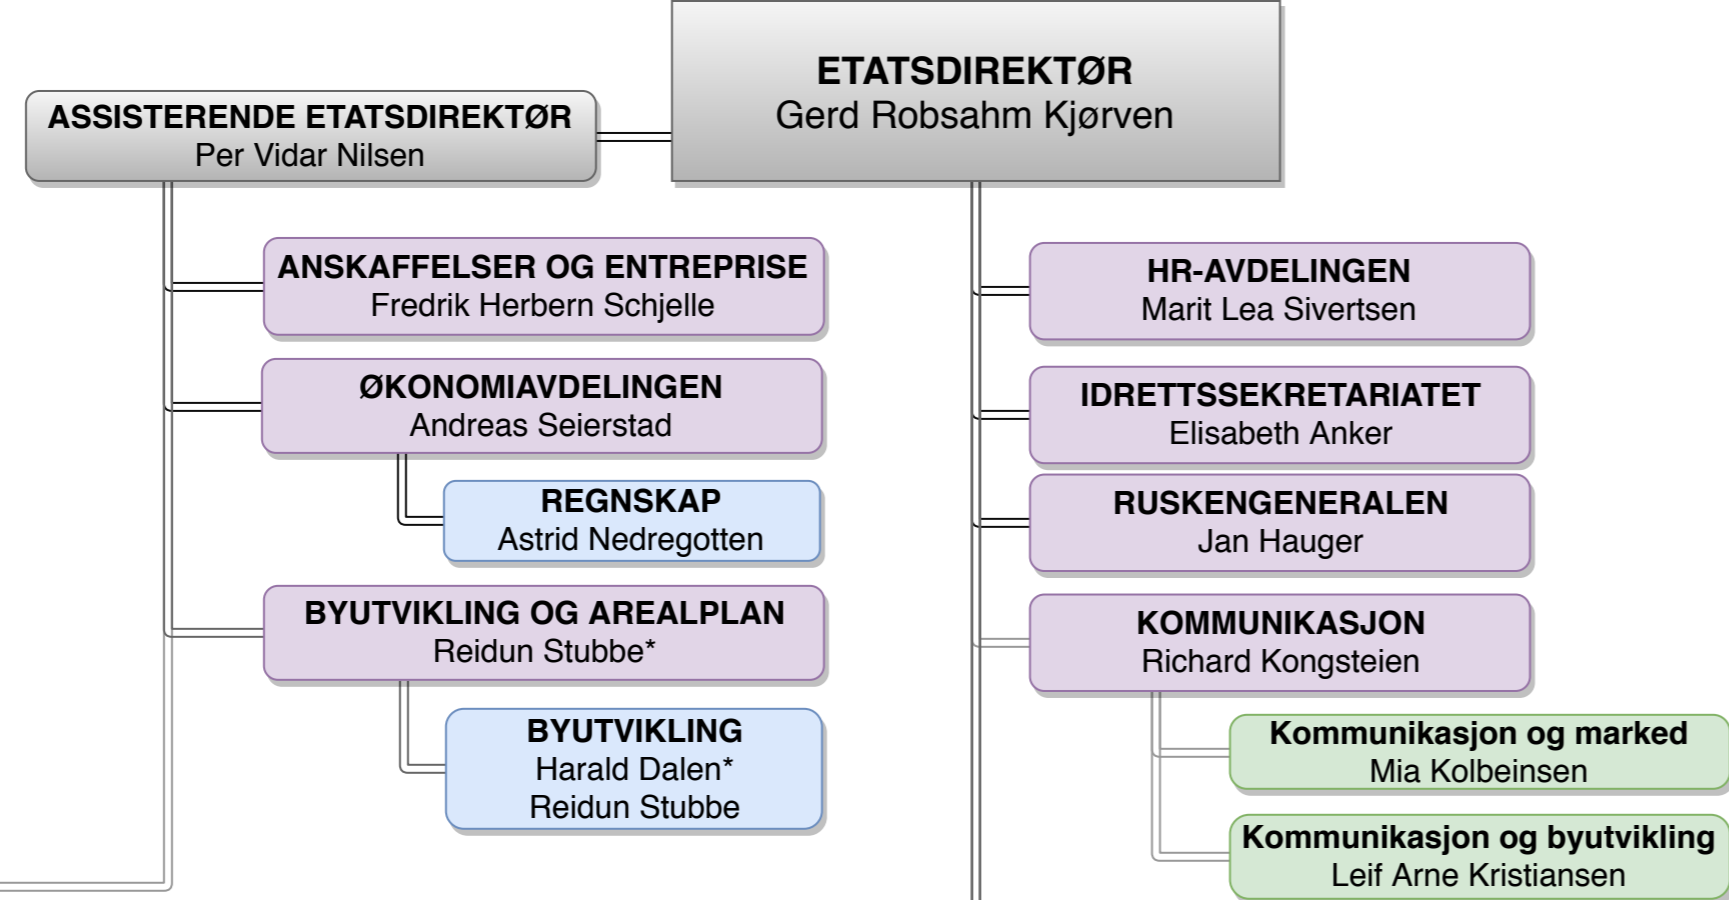 ETATSDIREKTØR
Gerd Robsahm Kjørven
ASSISTERENDE ETATSDIREKTØR
Per Vidar Nilsen
ANSKAFFELSER OG ENTREPRISE
Fredrik Herbern Schjelle
ØKONOMIAVDELINGEN
Andreas Seierstad
REGNSKAP
Astrid Nedregotten
BYUTVIKLING OG AREALPLAN
Reidun Stubbe*
BYUTVIKLING
Harald Dalen*
Reidun Stubbe
HR-AVDELINGEN
Marit Lea Sivertsen
IDRETTSSEKRETARIATET
Elisabeth Anker
RUSKENGENERALEN
Jan Hauger
KOMMUNIKASJON
Richard Kongsteien
Kommunikasjon og marked
Mia Kolbeinsen
Kommunikasjon og byutvikling
Leif Arne Kristiansen